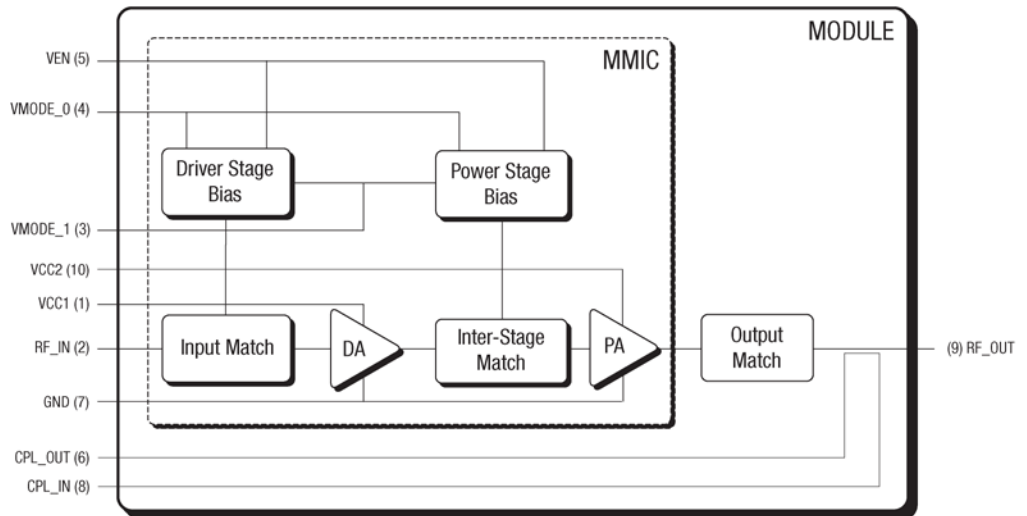 MODULE
MMIC
VEN (5)
VMODE_0 (4)
Driver Stage
Bias
Power Stage
Bias
VMODE_1 (3)
VCC2 (10)
VCC1 (1)
RF_IN (2)
Input Match
DA
Inter-Stage
Match
PA
Output
Match
(9) RF_OUT
GND (7)
CPL_OUT (6)
CPL_IN (8)